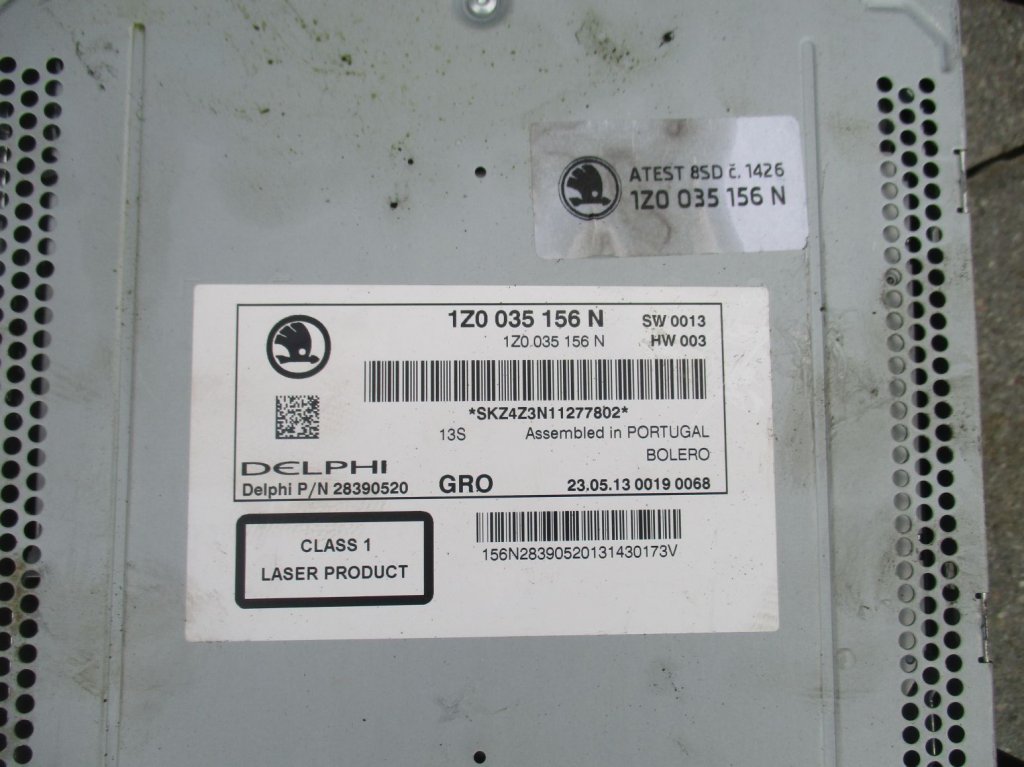 ATEST 8SD č. 1426
1Z0 035 156 N
1Z0 035 156 N SW 0013
1Z0 035 156 N HW 003
*SKZ4Z3N11277802*
13S Assembled in PORTUGAL
BOLERO
DELPHI
Delphi P/N 28390520 GRO 23.05.13 0019 0068
CLASS 1
LASER PRODUCT
156N28390520131430173V